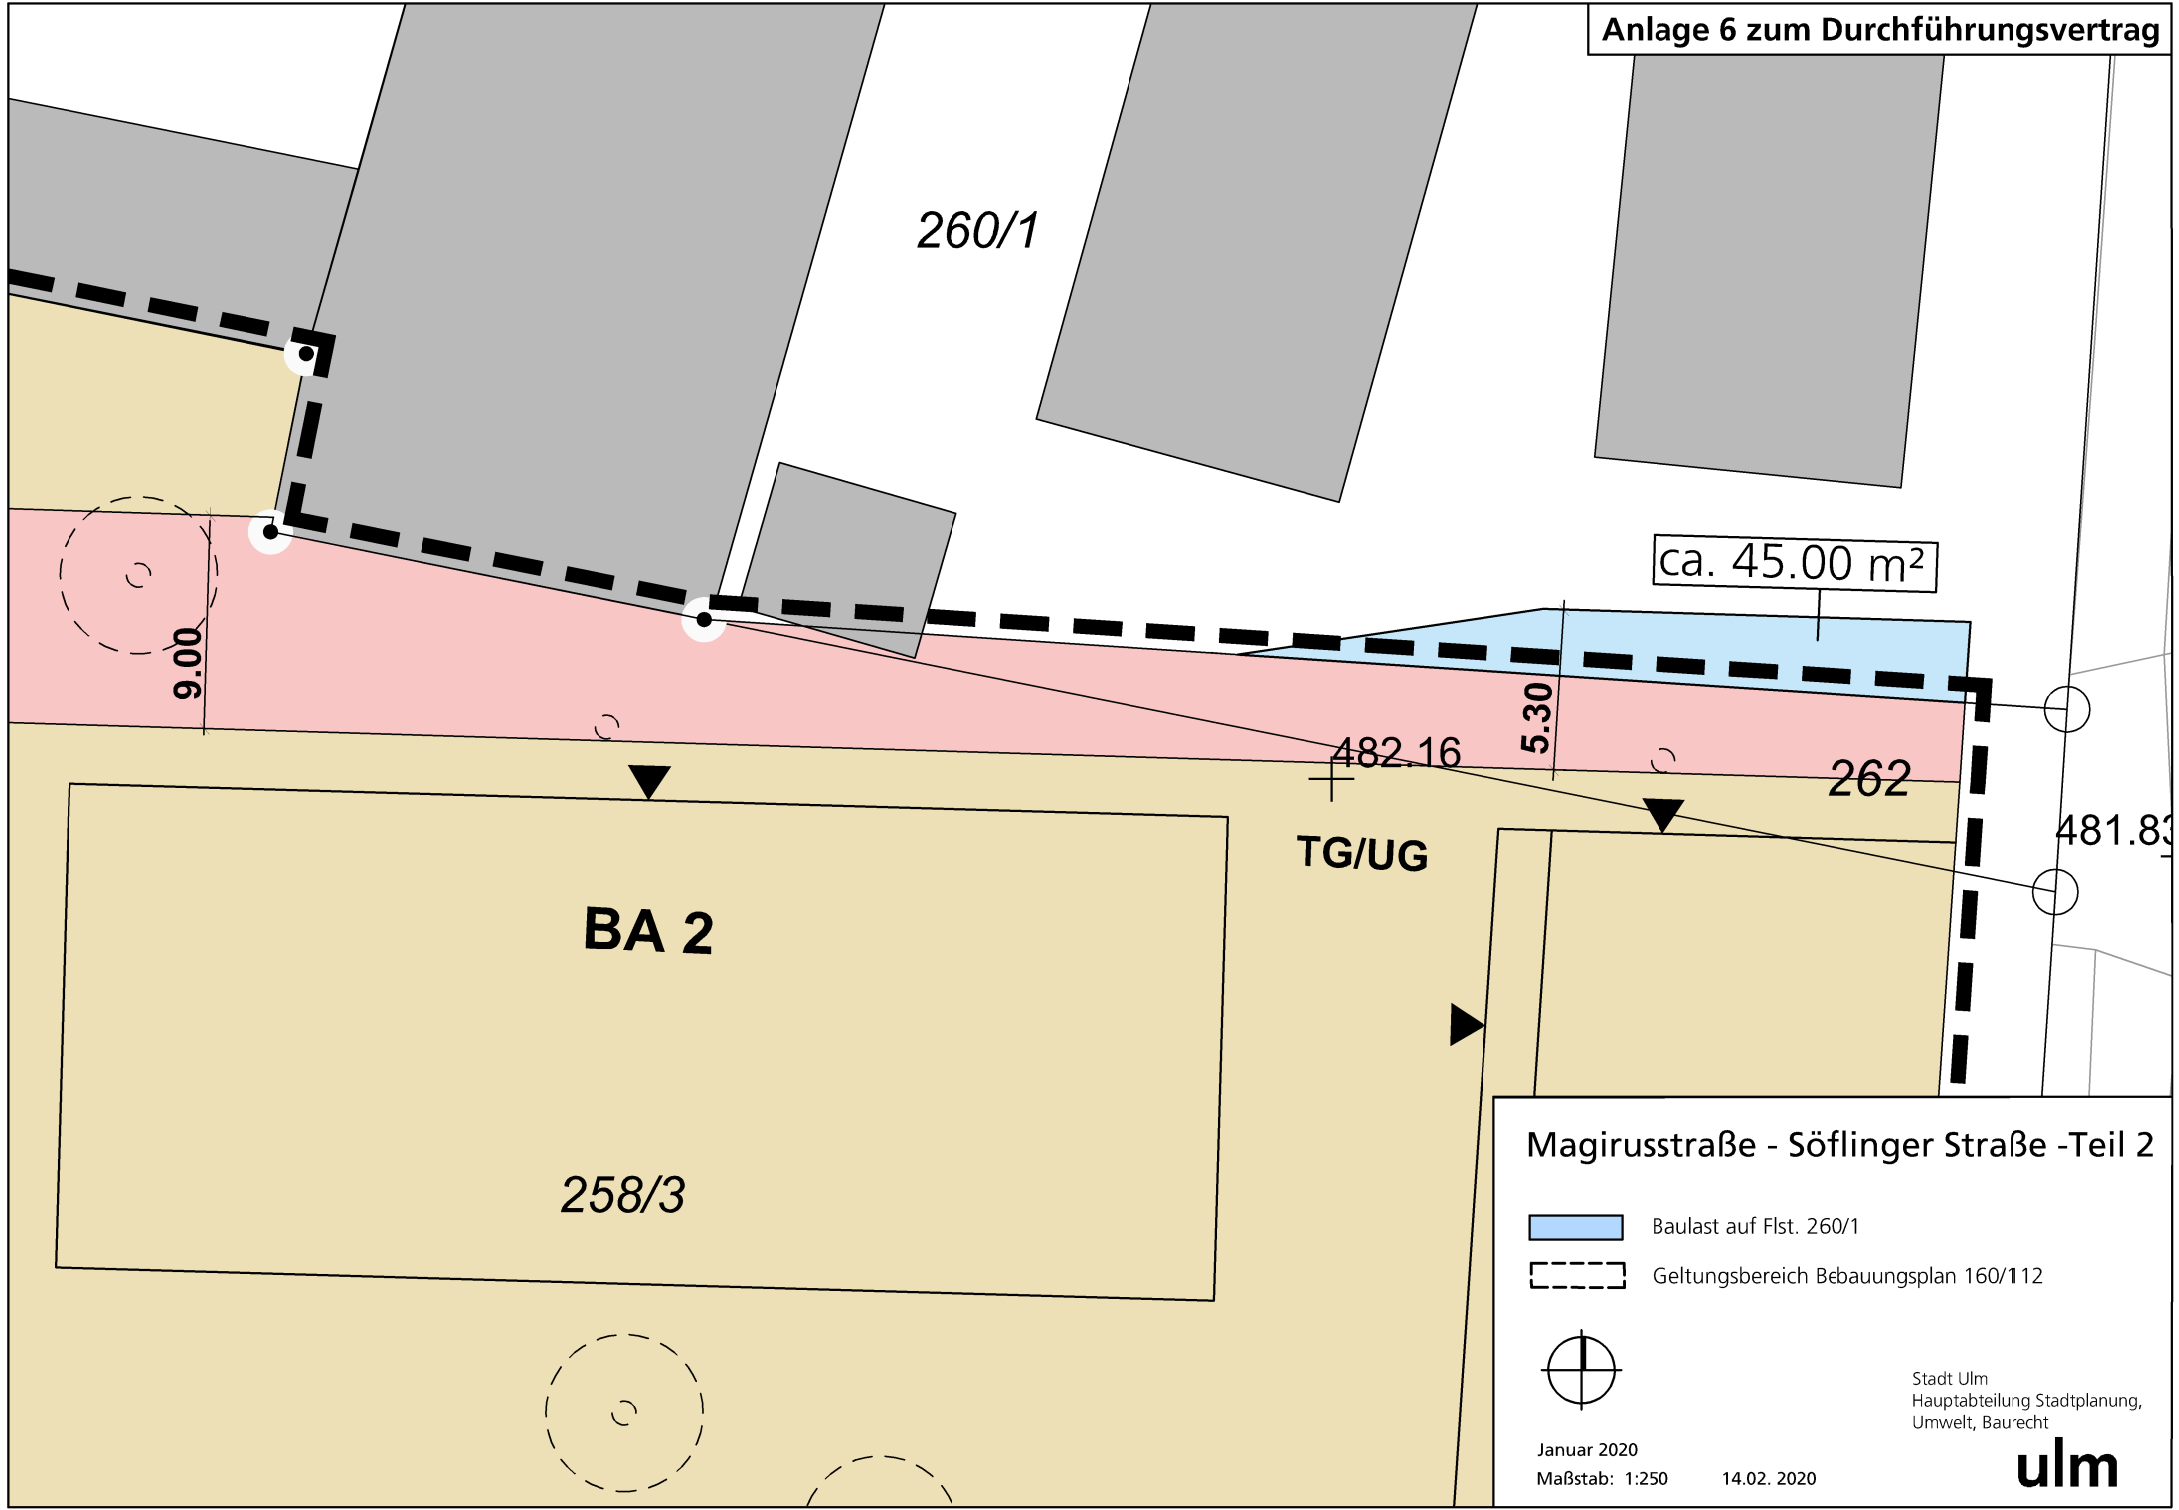 Anlage 6 zum Durchführungsvertrag
260/1
ca. 45.00 m²
9.00
5.30
482.16
262
481.83
TG/UG
BA 2
258/3
Magirusstraße - Söflinger Straße -Teil 2
Baulast auf Flst. 260/1
Geltungsbereich Bebauungsplan 160/112
Stadt Ulm
Hauptabteilung Stadtplanung,
Umwelt, Baurecht
Januar 2020
Maßstab: 1:250 14.02. 2020
ulm